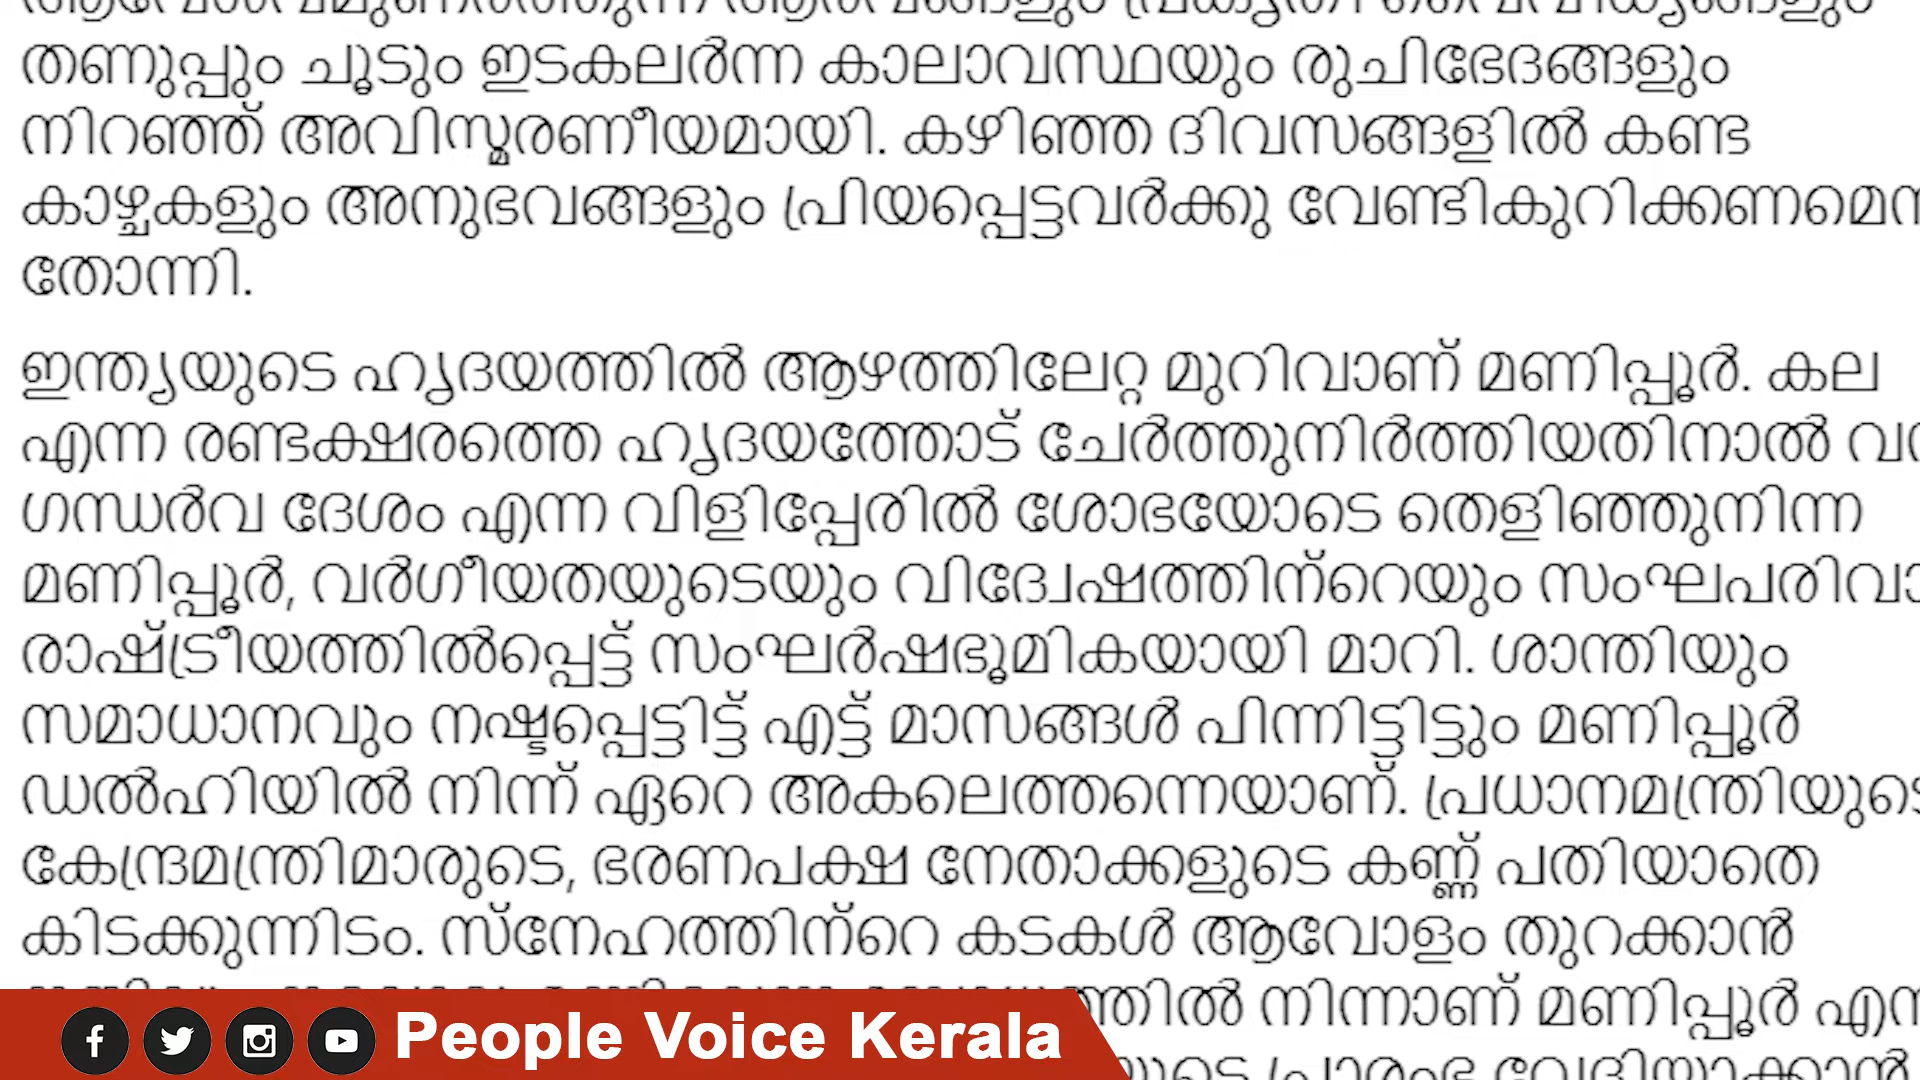 തണുപ്പും ചൂടും ഇടകലർന്ന കാലാവസ്ഥയും രുചിഭേദങ്ങളും
നിറഞ്ഞ് അവിസ്മരണീയമായി. കഴിഞ്ഞ ദിവസങ്ങളിൽ കണ്ട
കാഴ്ചകളും അനുഭവങ്ങളും പ്രിയപ്പെട്ടവർക്കു
തോന്നി.
ഇന്ത്യയുടെ ഹൃദയത്തിൽ ആഴത്തിലേറ്റ മുറിവാണ് മണിപ്പൂർ. കല
എന്ന രണ്ടക്ഷരത്തെ ഹൃദയത്തോട് ചേർത്തുനിർത്തിയതിനാൽ
ഗന്ധർവ ദേശം എന്ന വിളിപ്പേരിൽ ശോഭയോടെ തെളിഞ്ഞുനിന്ന
മണിപ്പൂർ, വർഗീയതയുടെയും വിദ്വേഷത്തിന്റെയും
രാഷ്ട്രീയത്തിൽപ്പെട്ട് സംഘർഷഭൂമികയായി മാറി. ശാന്തിയും
സമാധാനവും നഷ്ടപ്പെട്ടിട്ട് എട്ട് മാസങ്ങൾ പിന്നിട്ടിട്ടും മണിപ്പൂർ
ഡൽഹിയിൽ നിന്ന് ഏറെ അകലെത്തന്നെയാണ്. പ്രധാനമന്ത്രിയുടെ
കേന്ദ്രമന്ത്രിമാരുടെ, ഭരണപക്ഷ നേതാക്കളുടെ കണ്ണ് പതിയാതെ
കിടക്കുന്നിടം. സ്നേഹത്തിന്റെ കടകൾ ആവോളം തുറക്കാൻ
നിന്നാണ് മണിപ്പൂർ
People Voice Kerala